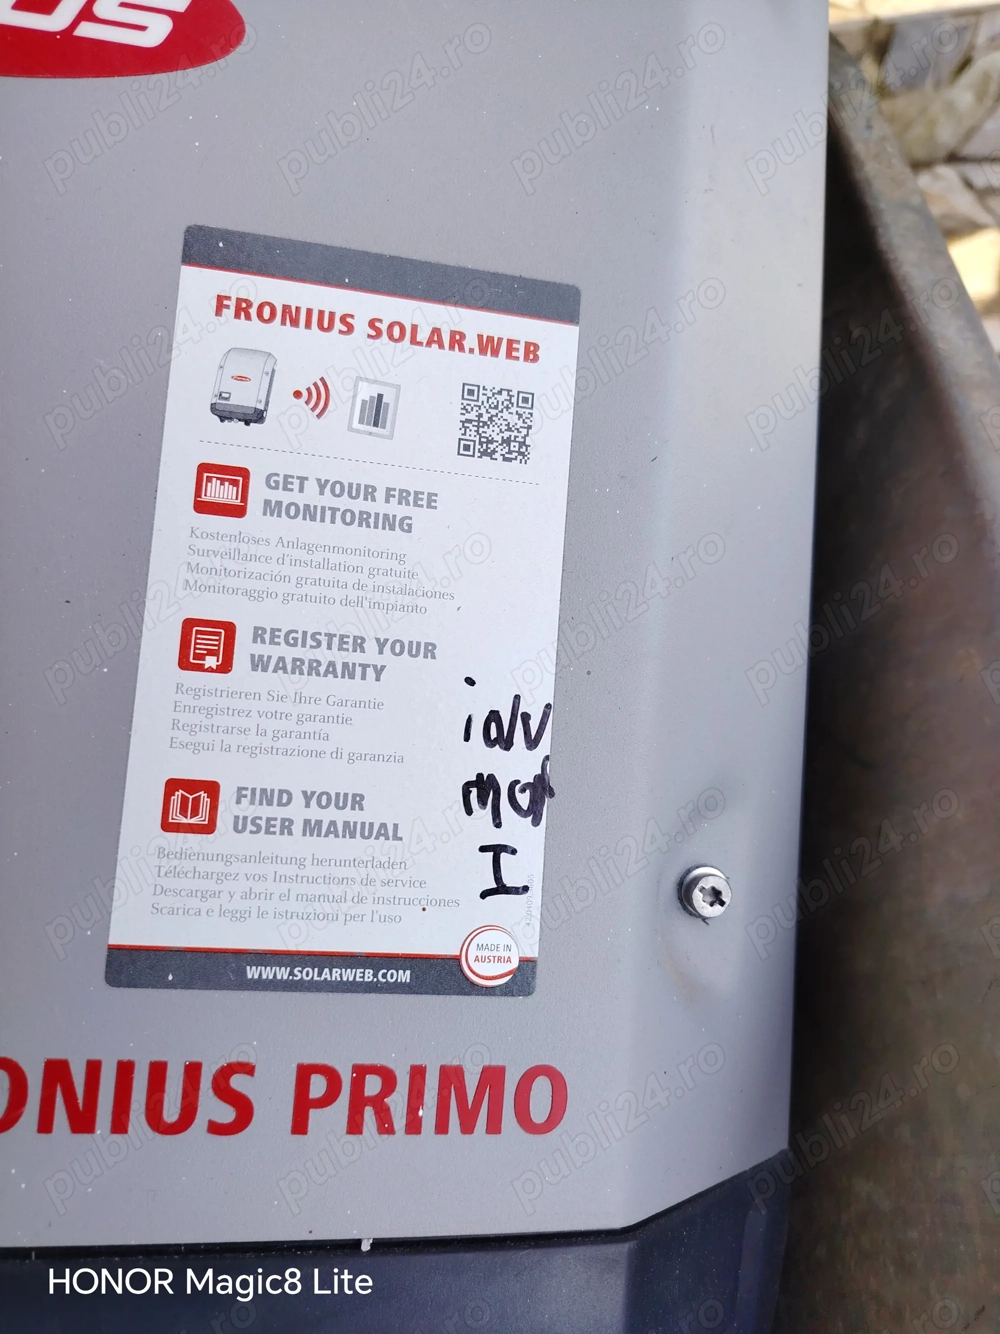 US
FRONIUS SOLAR.WEB
GET YOUR FREE
MONITORING
Kostenloses Anlagenmonitoring
Surveillance d'installation gratuite
Monitorización gratuita de instalaciones
Monitoraggio gratuito dell'impianto
REGISTER YOUR
WARRANTY
Registrieren Sie Ihre Garantie
Enregistrez votre garantie
Registrarse la garantía
Esegui la registrazione di garanzia
FIND YOUR
USER MANUAL
Bedienungsanleitung herunterladen
Téléchargez vos Instructions de service
Descargar y abrir el manual de instrucciones
Scarica e leggi le istruzioni per l'uso
MADE IN
AUSTRIA
WWW.SOLARWEB.COM
ONIUS PRIMO
HONOR Magic8 Lite
publi24.ro